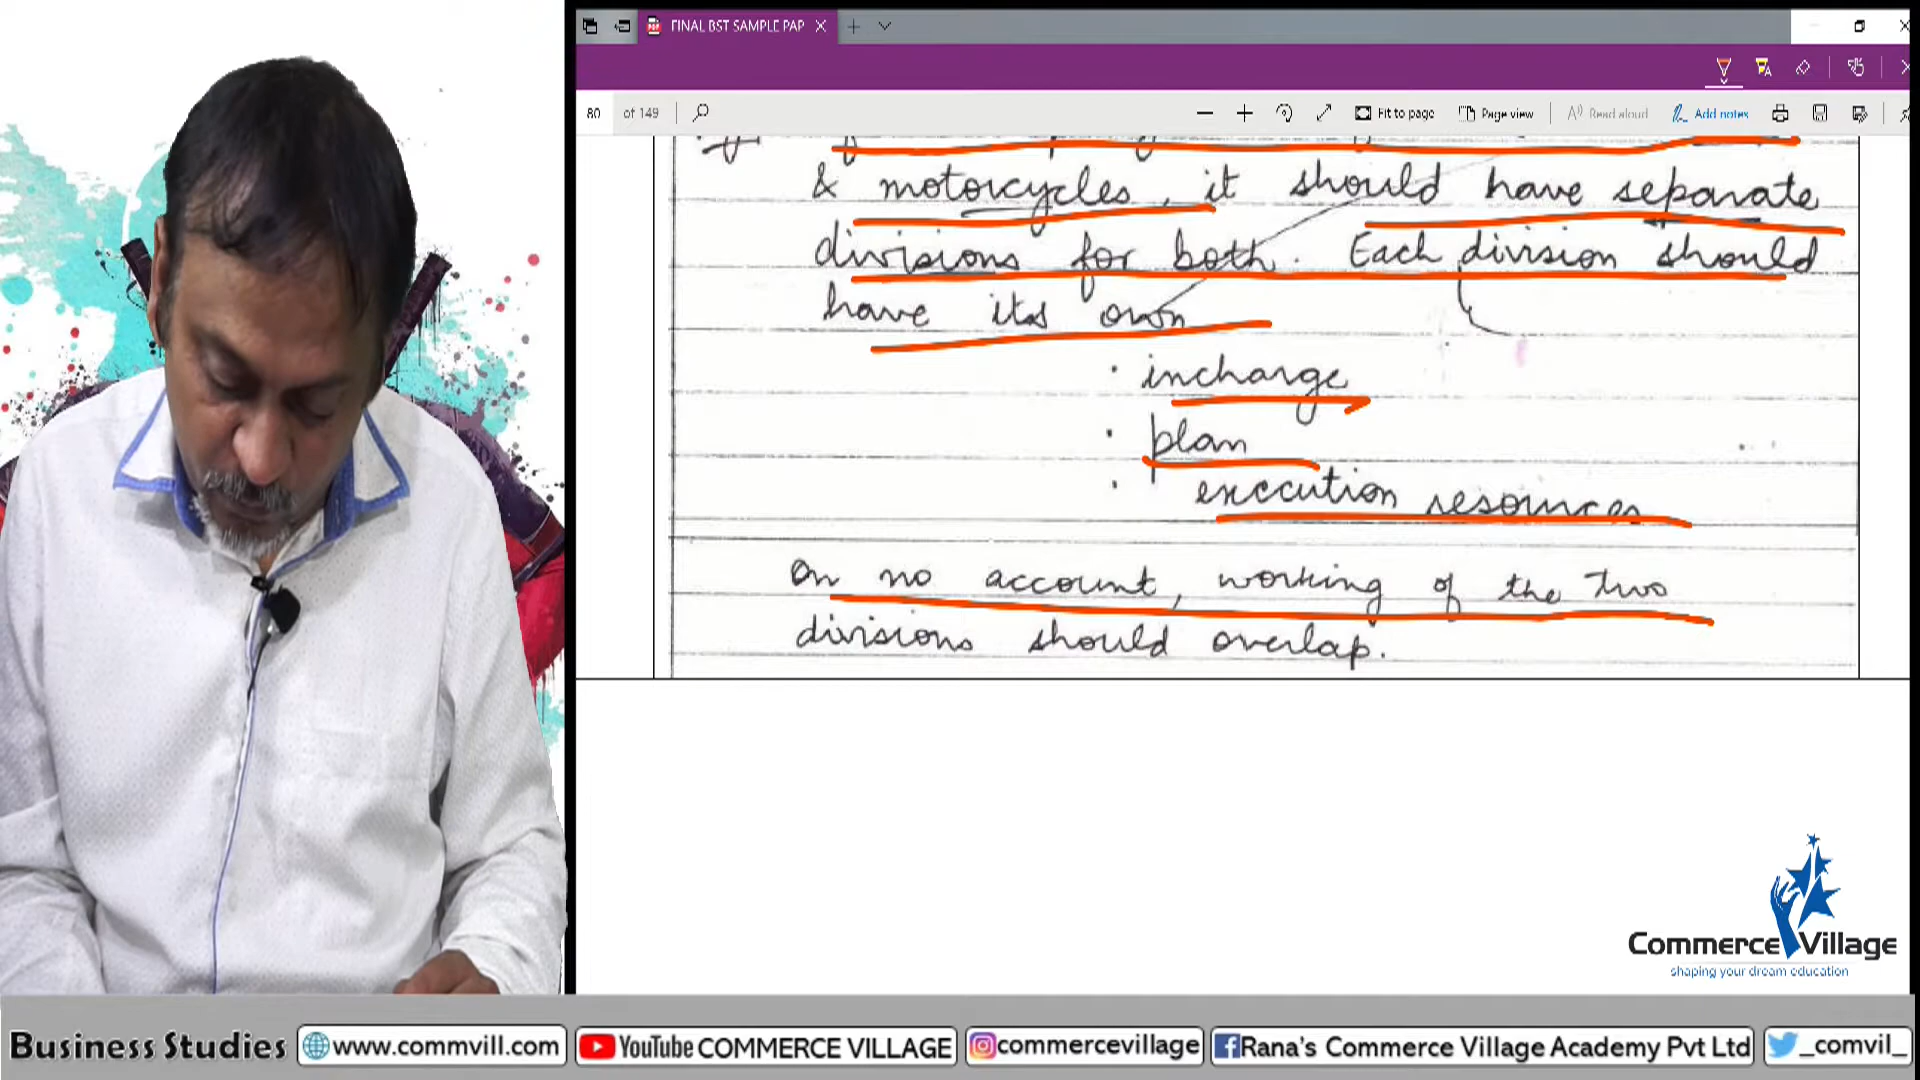 FINAL BST SAMPLE PAP
80 of 149
Fit to page
Page view
Read aloud
Add notes
& motorcycles, it should have separate
divisions for both. Each division should
have its own
· incharge
· plan
· execution resources
On no account, working of the two
divisions should overlap.
Commerce Village
shaping your dream education
Business Studies
www.commvill.com
YouTube COMMERCE VILLAGE
commercevillage
Rana's Commerce Village Academy Pvt Ltd
_comvil_